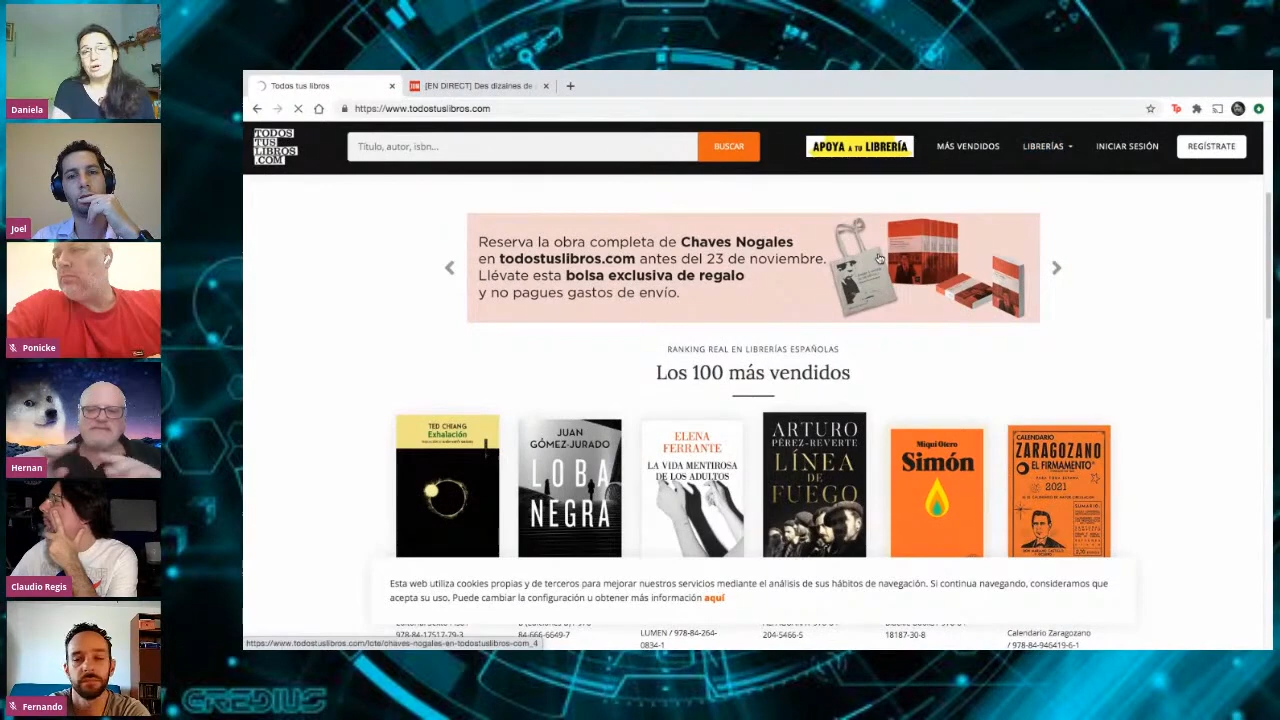 Daniela
Joel
Ponicke
Hernan
Claudio Regis
Fernando
Todos tus libros
[EN DIRECT] Des dizaines de
https://www.todostuslibros.com
TODOS
TUS
LIBROS
.COM
Título, autor, isbn...
BUSCAR
APOYA A TU LIBRERÍA
MÁS VENDIDOS
LIBRERÍAS
INICIAR SESIÓN
REGÍSTRATE
Reserva la obra completa de Chaves Nogales
en todostuslibros.com antes del 23 de noviembre.
Llévate esta bolsa exclusiva de regalo
y no pagues gastos de envío.
RANKING REAL EN LIBRERÍAS ESPAÑOLAS
Los 100 más vendidos
TED CHIANG
Exhalación
JUAN
GÓMEZ-JURADO
LOBA
NEGRA
ELENA
FERRANTE
LA VIDA MENTIROSA
DE LOS ADULTOS
ARTURO
PÉREZ-REVERTE
LÍNEA
DE
FUEGO
Miqui Otero
Simón
CALENDARIO
ZARAGOZANO
EL FIRMAMENTO
2021
Esta web utiliza cookies propias y de terceros para mejorar nuestros servicios mediante el análisis de sus hábitos de navegación. Si continua navegando, consideramos que
acepta su uso. Puede cambiar la configuración u obtener más información aquí
978-84-17517-79-3
84-666-6649-7
LUMEN / 978-84-264-
0834-1
204-5466-5
18187-30-8
Calendario Zaragozano
/ 978-84-946419-6-1
https://www.todostuslibros.com/lote/chaves-nogales-en-todostuslibros-com_4
CREDIUS